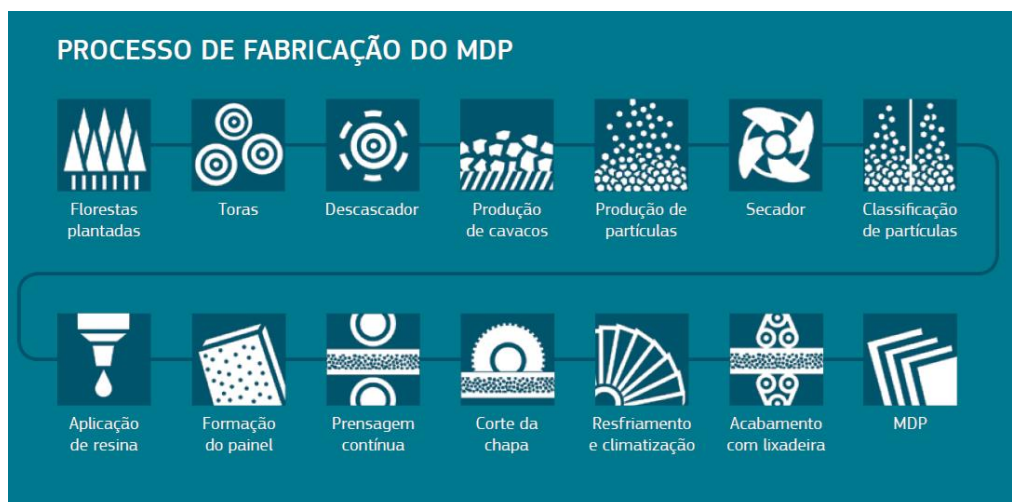 PROCESSO DE FABRICAÇÃO DO MDP
Florestas
plantadas
Toras
Descascador
Produção
de cavacos
Produção de
partículas
Secador
Classificação
de partículas
Aplicação
de resina
Formação
do painel
Prensagem
contínua
Corte da
chapa
Resfriamento
e climatização
Acabamento
com lixadeira
MDP